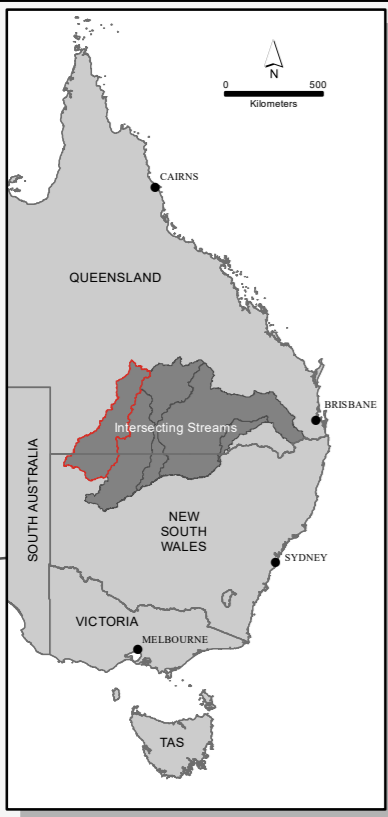 N
0 500
Kilometers
CAIRNS
QUEENSLAND
BRISBANE
Intersecting Streams
SOUTH AUSTRALIA
NEW
SOUTH
WALES
SYDNEY
VICTORIA
MELBOURNE
TAS